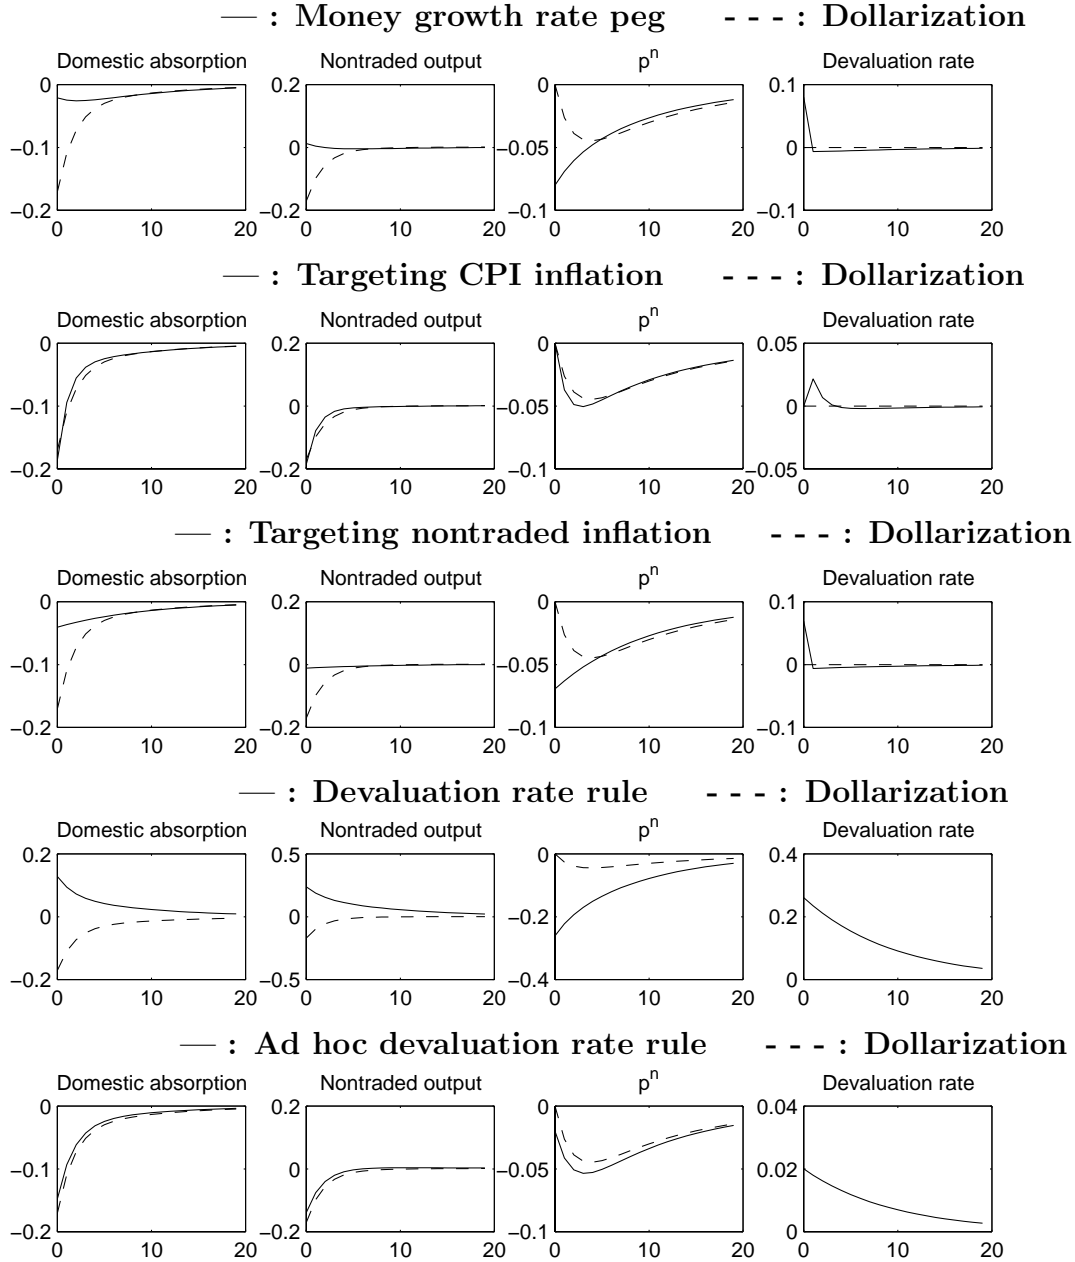 — : Money growth rate peg - - - : Dollarization
Domestic absorption Nontraded output pⁿ Devaluation rate
0 0.2 0 0.1
−0.1 0 −0.05 0
−0.2 −0.2 −0.1 −0.1
0 10 20 0 10 20 0 10 20 0 10 20
— : Targeting CPI inflation - - - : Dollarization
Domestic absorption Nontraded output pⁿ Devaluation rate
0 0.2 0 0.05
−0.1 0 −0.05 0
−0.2 −0.2 −0.1 −0.05
0 10 20 0 10 20 0 10 20 0 10 20
— : Targeting nontraded inflation - - - : Dollarization
Domestic absorption Nontraded output pⁿ Devaluation rate
0 0.2 0 0.1
−0.1 0 −0.05 0
−0.2 −0.2 −0.1 −0.1
0 10 20 0 10 20 0 10 20 0 10 20
— : Devaluation rate rule - - - : Dollarization
Domestic absorption Nontraded output pⁿ Devaluation rate
0.2 0.5 0 0.4
0 0 −0.2 0.2
−0.2 −0.5 −0.4 0
0 10 20 0 10 20 0 10 20 0 10 20
— : Ad hoc devaluation rate rule - - - : Dollarization
Domestic absorption Nontraded output pⁿ Devaluation rate
0 0.2 0 0.04
−0.1 0 −0.05 0.02
−0.2 −0.2 −0.1 0
0 10 20 0 10 20 0 10 20 0 10 20